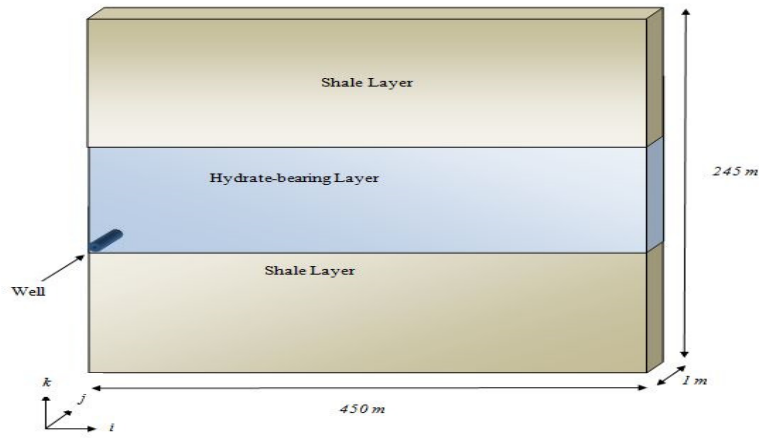 Shale Layer
Hydrate-bearing Layer
245 m
Shale Layer
Well
1 m
450 m
k
j
i